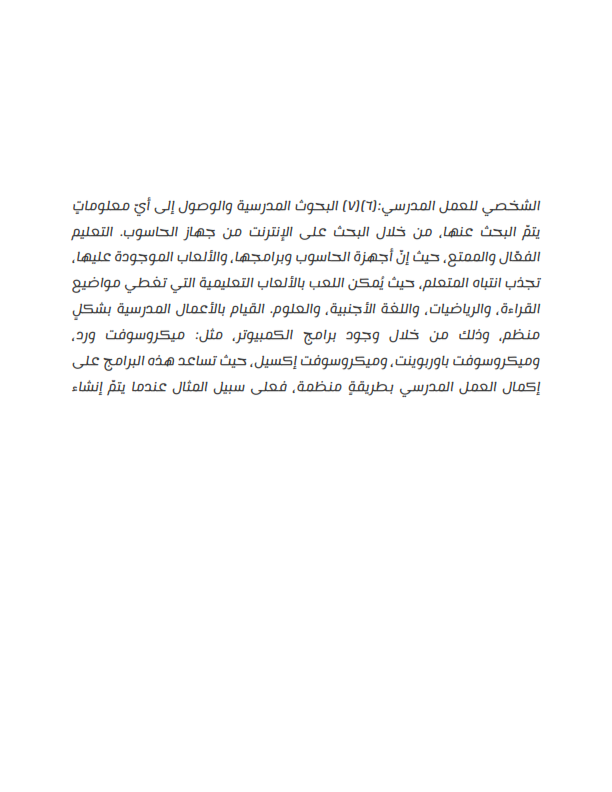 الشخصي للعمل المدرسي:(٦)(٧) البحوث المدرسية والوصول إلى أيّ معلوماتٍ
يتمّ البحث عنها، من خلال البحث على الإنترنت من جهاز الحاسوب. التعليم
الفعّال والممتع، حيث إنّ أجهزة الحاسوب وبرامجها، والألعاب الموجودة عليها،
تجذب انتباه المتعلم، حيث يُمكن اللعب بالألعاب التعليمية التي تغطي مواضيع
القراءة، والرياضيات، واللغة الأجنبية، والعلوم. القيام بالأعمال المدرسية بشكلٍ
منظم، وذلك من خلال وجود برامج الكمبيوتر، مثل: ميكروسوفت ورد،
وميكروسوفت باوربوينت، وميكروسوفت إكسيل، حيث تساعد هذه البرامج على
إكمال العمل المدرسي بطريقةٍ منظمة، فعلى سبيل المثال عندما يتمّ إنشاء